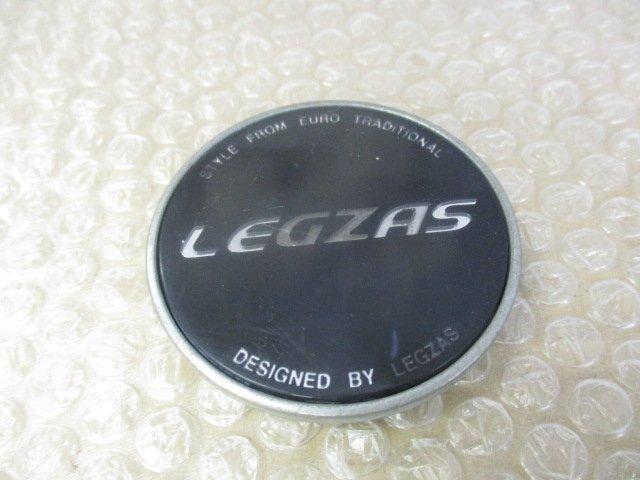 STYLE FROM EURO TRADITIONAL
LEGZAS
DESIGNED BY LEGZAS